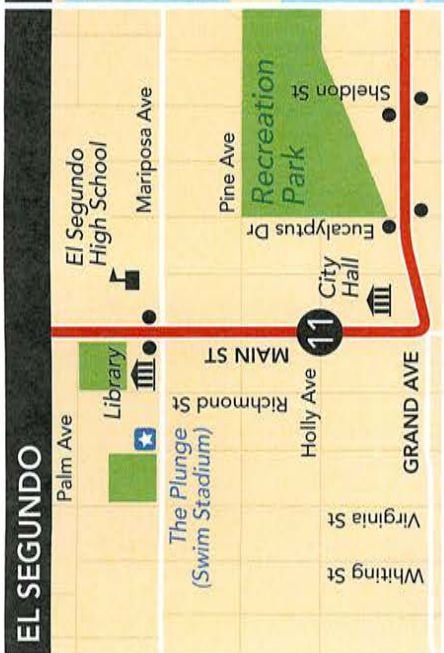 EL SEGUNDO
Palm Ave
Library
El Segundo
High School
Mariposa Ave
The Plunge
(Swim Stadium)
Richmond St
MAIN ST
Pine Ave
Recreation
Park
Eucalyptus Dr
Sheldon St
Holly Ave
11
City
Hall
GRAND AVE
Virginia St
Whiting St